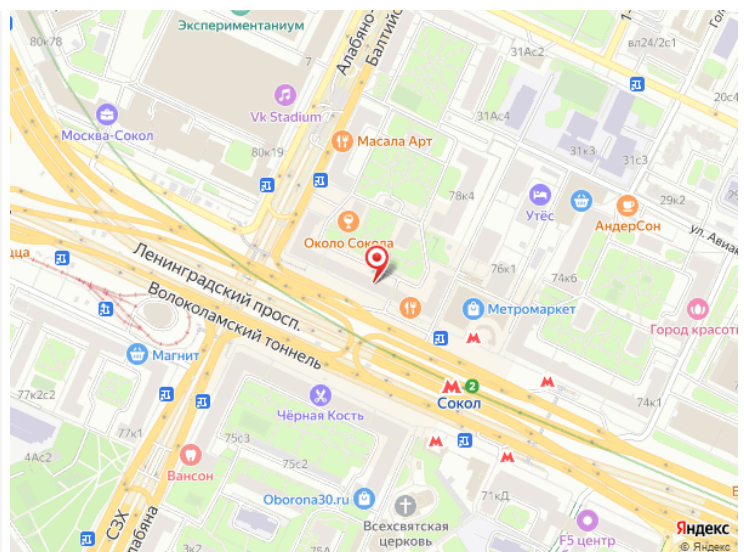 80к78
Экспериментаниум
Алабяно-
Балтийс
7
31Ас2
вл24/2с1
Vk Stadium
20с4
Москва-Сокол
80к19
Масала Арт
31Ас4
31к3
31с3
78к4
Утёс
29к2
АндерСон
Около Сокола
ул. Авиак
Ленинградский просп.
76к1
74к6
Волоколамский тоннель
Метромаркет
Город красоты
Магнит
2
Сокол
77к2с2
Чёрная Кость
74к1
77к1
75с3
4Ас2
Вансон
75с2
СЗХ
Oborona30.ru
71кД
Всехсвятская
церковь
F5 центр
3к2
Яндекс
© Яндекс